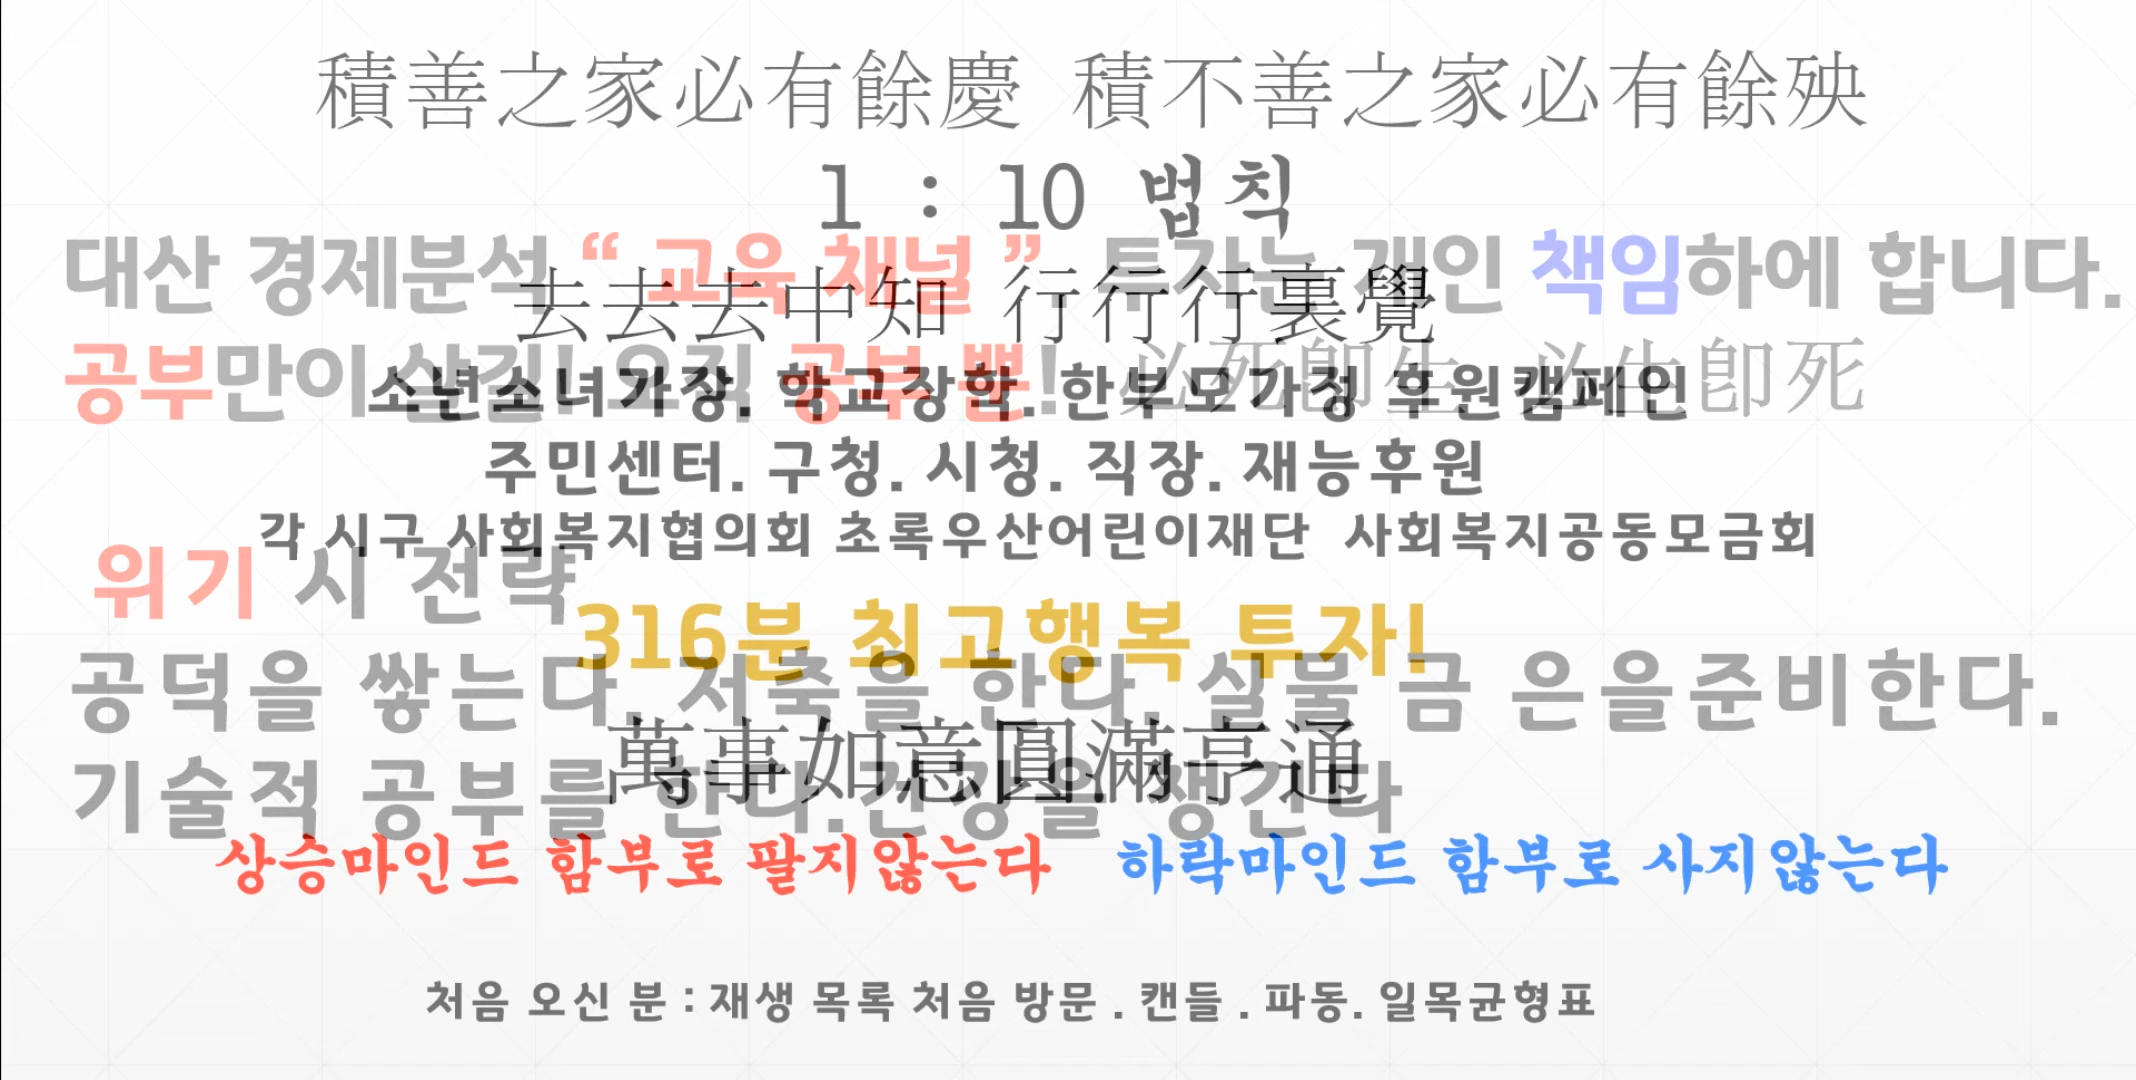 積善之家必有餘慶 積不善之家必有餘殃
1 : 10 법칙
대산 경제분석 “ 교육 채널 ” 투자는 개인 책임하에 합니다.
去去去中知 行行行裏覺
공부만이 살길! 오직 공부 뿐! 必死卽生 必生卽死
소년소녀가장. 학교장학. 한부모가정 후원캠페인
주민센터. 구청. 시청. 직장. 재능후원
각 시구 사회복지협의회 초록우산어린이재단 사회복지공동모금회
위기 시 전략
316분 최고행복 투자!
공덕을 쌓는다. 저축을 한다. 실물 금 은을준비한다.
萬事如意圓滿亨通
기술적 공부를 한다.건강을 챙긴다
상승마인드 함부로 팔지않는다 하락마인드 함부로 사지않는다
처음 오신 분 : 재생 목록 처음 방문 . 캔들 . 파동. 일목균형표